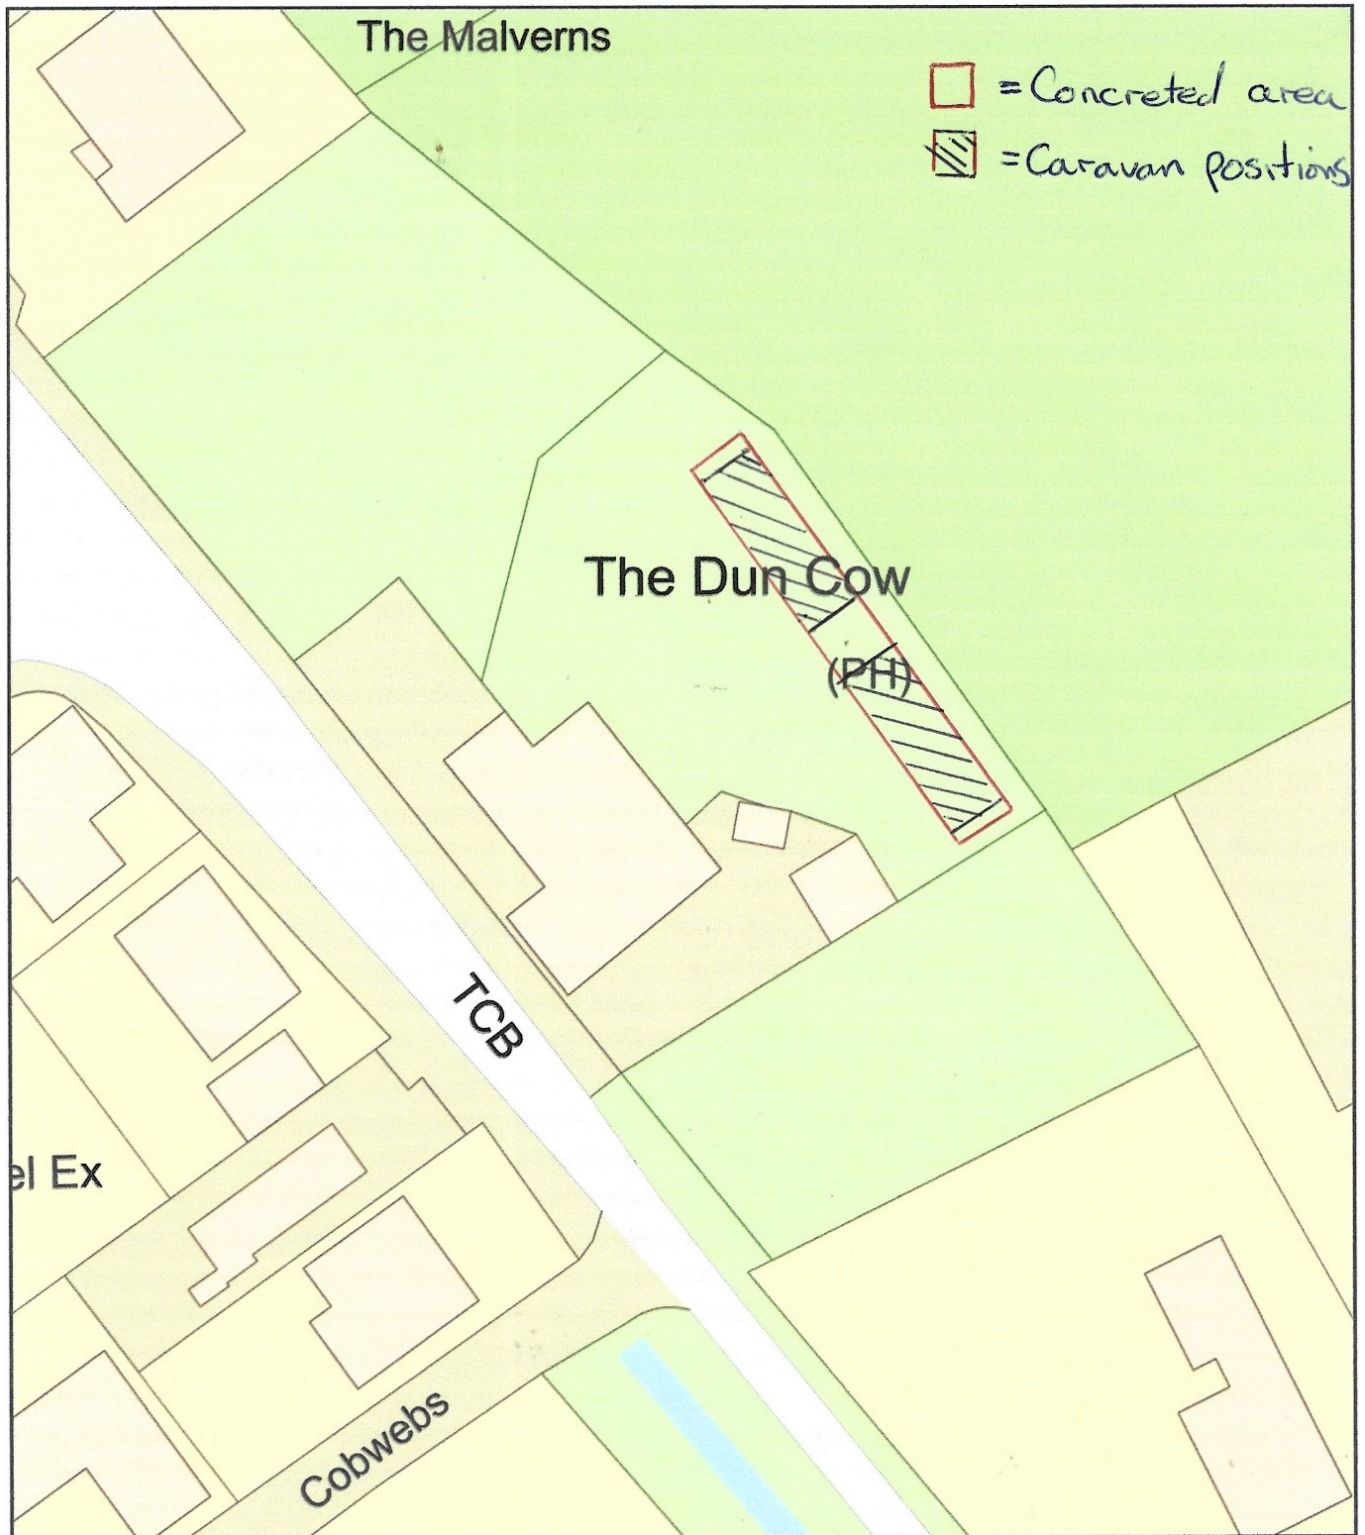 The Malverns
= Concreted area
= Caravan positions
The Dun Cow
(PH)
TCB
el Ex
Cobwebs